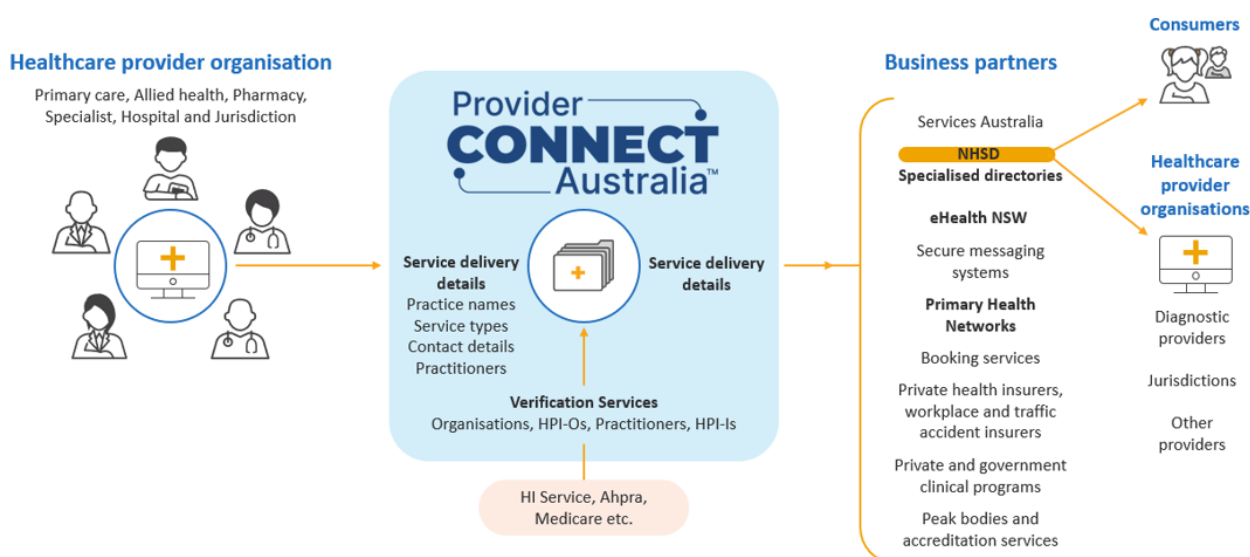 Healthcare provider organisation
Primary care, Allied health, Pharmacy,
Specialist, Hospital and Jurisdiction
Provider
CONNECT
Australia™
Service delivery
details
Practice names
Service types
Contact details
Practitioners
Service delivery
details
Verification Services
Organisations, HPI-Os, Practitioners, HPI-Is
HI Service, Ahpra,
Medicare etc.
Business partners
Services Australia
NHSD
Specialised directories
eHealth NSW
Secure messaging
systems
Primary Health
Networks
Booking services
Private health insurers,
workplace and traffic
accident insurers
Private and government
clinical programs
Peak bodies and
accreditation services
Consumers
Healthcare
provider
organisations
Diagnostic
providers
Jurisdictions
Other
providers